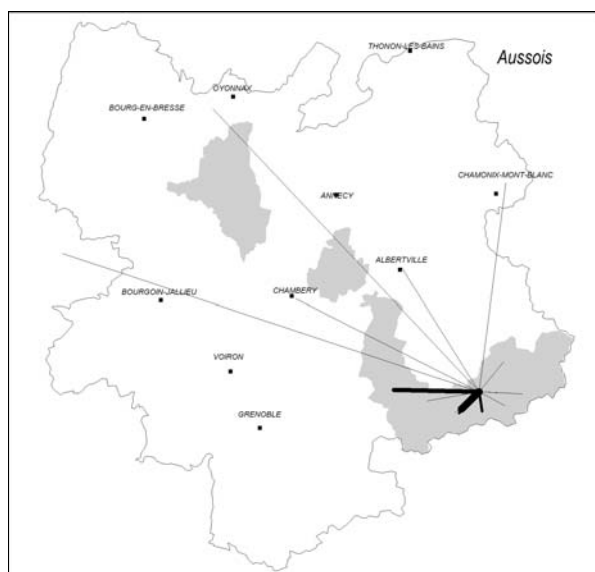 THONON-LES-BAINS
Aussois
OYONNAX
BOURG-EN-BRESSE
CHAMONIX-MONT-BLANC
ANNECY
ALBERTVILLE
BOURGOIN-JALLIEU
CHAMBERY
VOIRON
GRENOBLE